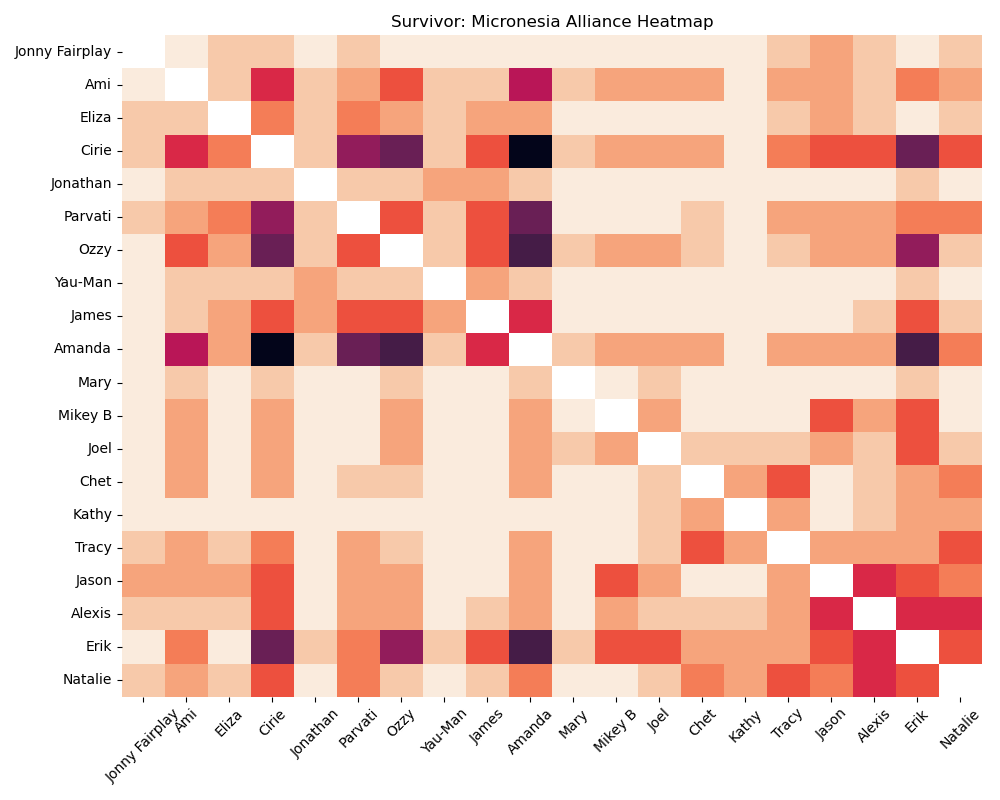 Survivor: Micronesia Alliance Heatmap
Jonny Fairplay
Ami
Eliza
Cirie
Jonathan
Parvati
Ozzy
Yau-Man
James
Amanda
Mary
Mikey B
Joel
Chet
Kathy
Tracy
Jason
Alexis
Erik
Natalie
Jonny Fairplay
Ami
Eliza
Cirie
Jonathan
Parvati
Ozzy
Yau-Man
James
Amanda
Mary
Mikey B
Joel
Chet
Kathy
Tracy
Jason
Alexis
Erik
Natalie